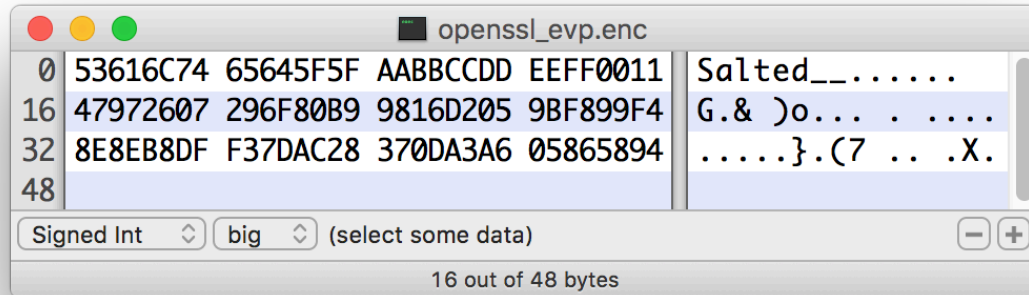 openssl_evp.enc
0 53616C74 65645F5F AABBCCDD EEFF0011 Salted__......
16 47972607 296F80B9 9816D205 9BF899F4 G.& )o... . ....
32 8E8EB8DF F37DAC28 370DA3A6 05865894 .....}.(7 .. .X.
48
Signed Int big (select some data) − +
16 out of 48 bytes